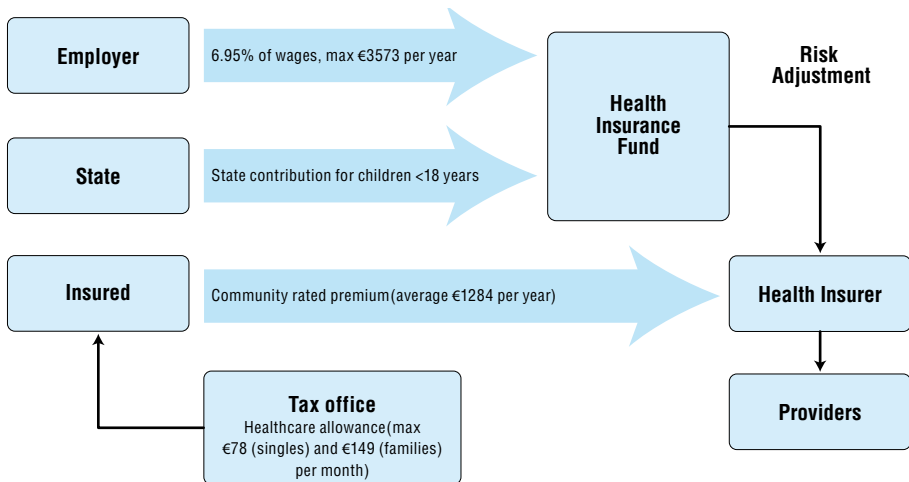 Employer
6.95% of wages, max €3573 per year
Health
Insurance
Fund
Risk
Adjustment
State
State contribution for children <18 years
Insured
Community rated premium(average €1284 per year)
Health Insurer
Tax office
Healthcare allowance(max
€78 (singles) and €149 (families)
per month)
Providers